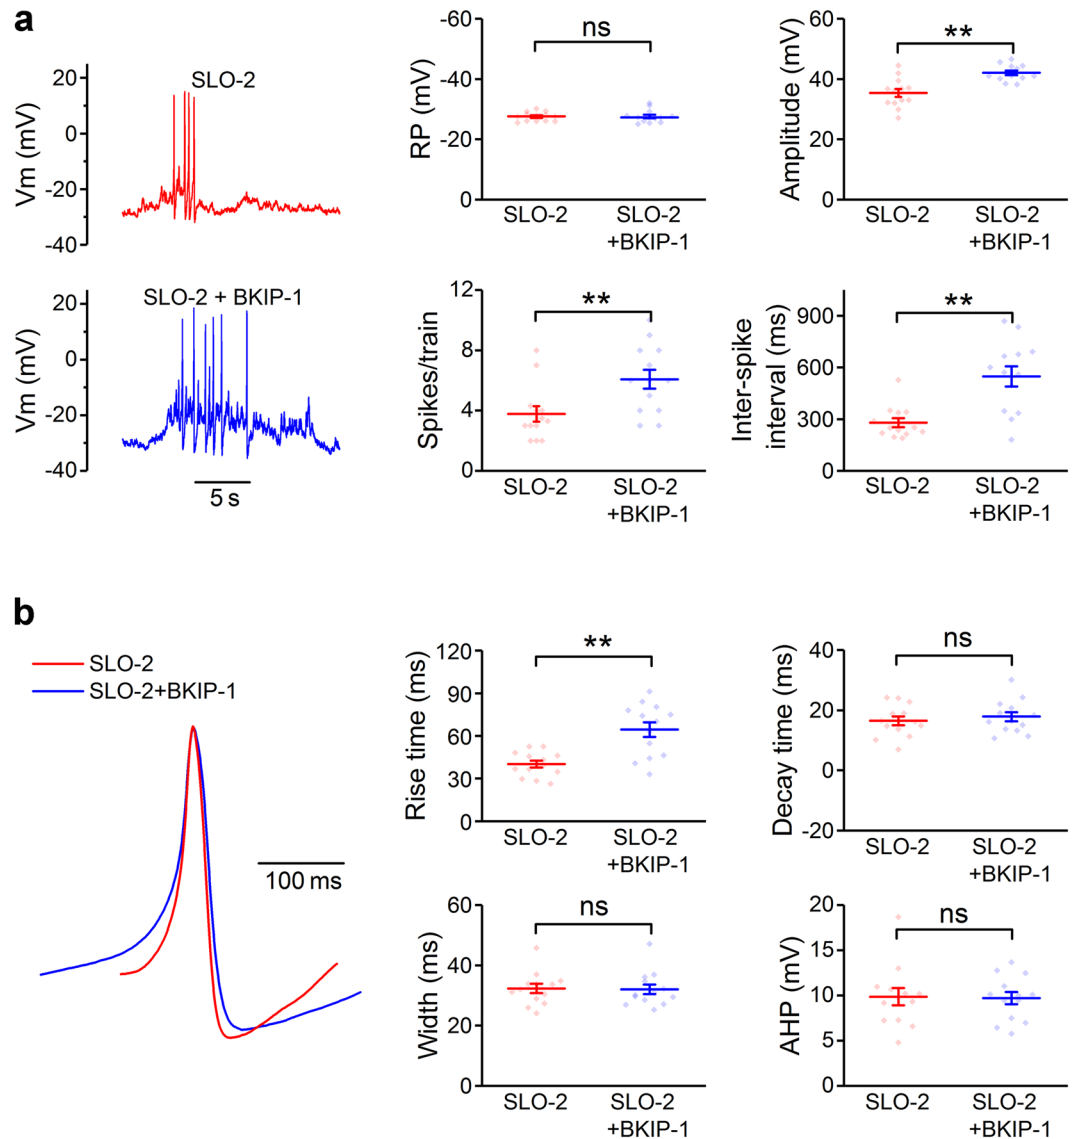 a
20
0
-20
-40
Vm (mV)
SLO-2
20
0
-20
-40
Vm (mV)
SLO-2 + BKIP-1
5 s
-60
-40
-20
0
RP (mV)
ns
SLO-2
SLO-2
+BKIP-1
60
40
20
0
Amplitude (mV)
**
SLO-2
SLO-2
+BKIP-1
12
8
4
0
Spikes/train
**
SLO-2
SLO-2
+BKIP-1
900
600
300
0
Inter-spike
interval (ms)
**
SLO-2
SLO-2
+BKIP-1
b
SLO-2
SLO-2+BKIP-1
100 ms
120
90
60
30
0
Rise time (ms)
**
SLO-2
SLO-2
+BKIP-1
40
20
0
-20
Decay time (ms)
ns
SLO-2
SLO-2
+BKIP-1
60
40
20
0
Width (ms)
ns
SLO-2
SLO-2
+BKIP-1
20
15
10
5
0
AHP (mV)
ns
SLO-2
SLO-2
+BKIP-1